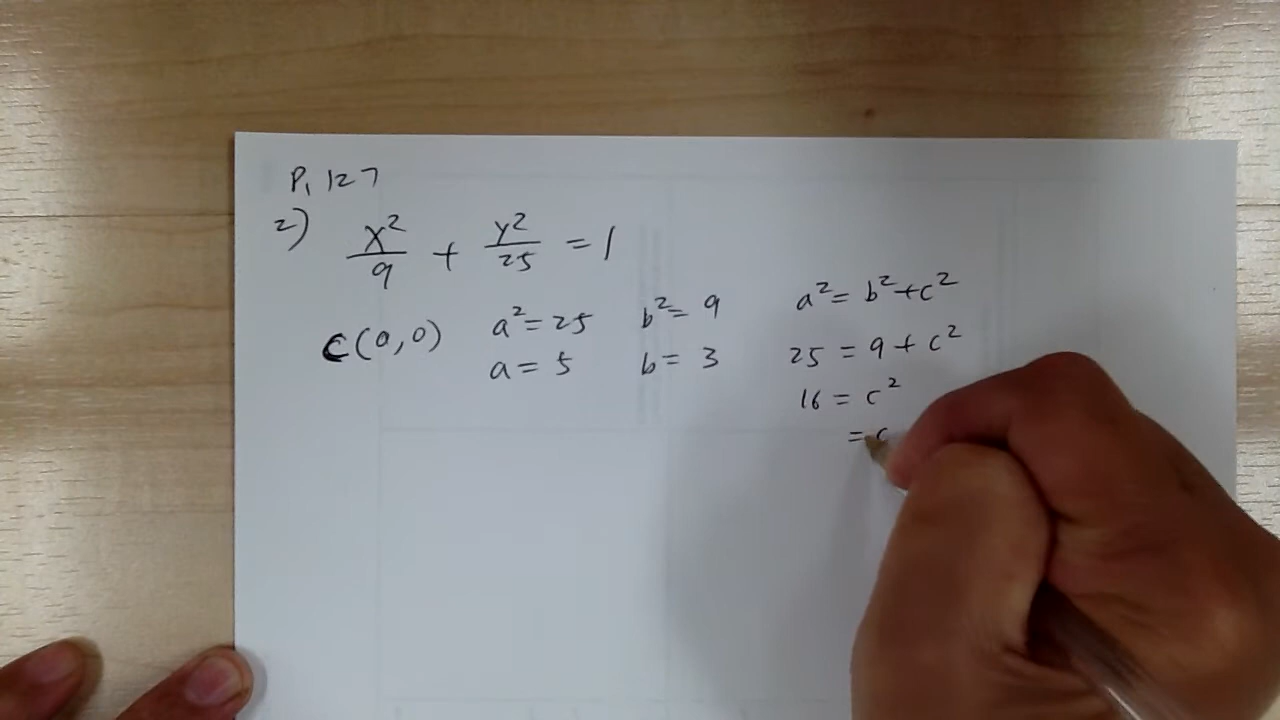 P. 127
2) x²/9 + y²/25 = 1
C(0,0)
a² = 25
a = 5
b² = 9
b = 3
a² = b² + c²
25 = 9 + c²
16 = c²
= c